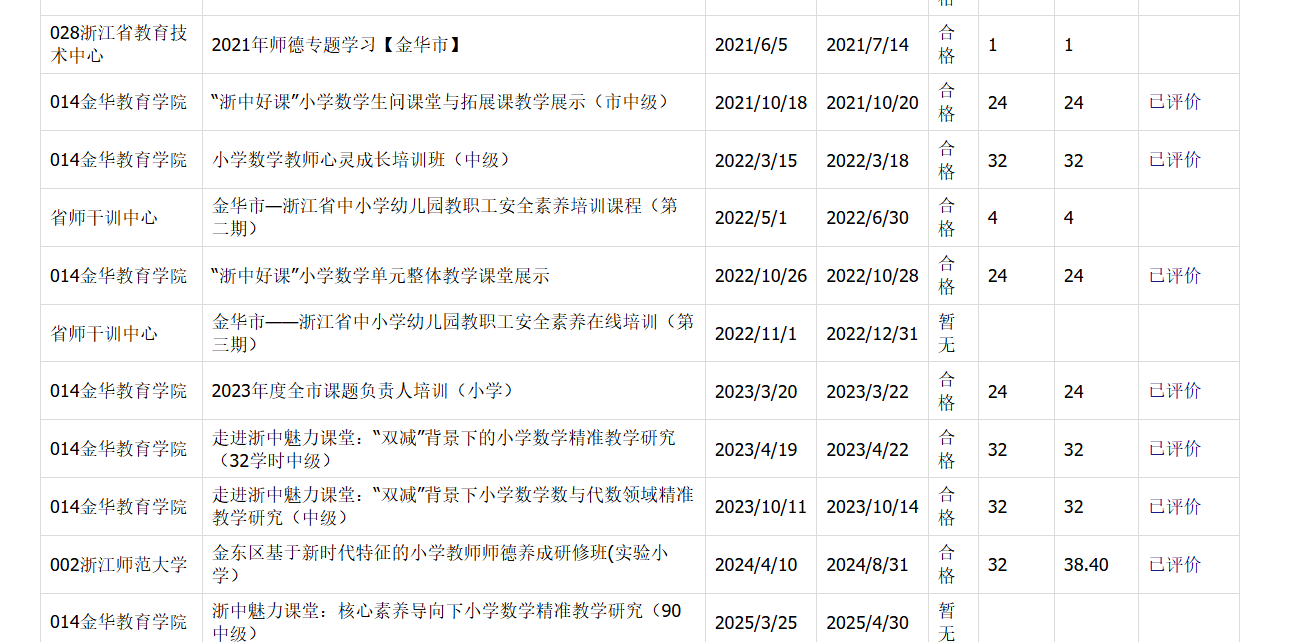 格
028浙江省教育技
术中心
2021年师德专题学习【金华市】
2021/6/5
2021/7/14
合
格
1
1
014金华教育学院
“浙中好课”小学数学生问课堂与拓展课教学展示（市中级）
2021/10/18
2021/10/20
合
格
24
24
已评价
014金华教育学院
小学数学教师心灵成长培训班（中级）
2022/3/15
2022/3/18
合
格
32
32
已评价
省师干训中心
金华市—浙江省中小学幼儿园教职工安全素养培训课程（第
二期）
2022/5/1
2022/6/30
合
格
4
4
014金华教育学院
“浙中好课”小学数学单元整体教学课堂展示
2022/10/26
2022/10/28
合
格
24
24
已评价
省师干训中心
金华市——浙江省中小学幼儿园教职工安全素养在线培训（第
三期）
2022/11/1
2022/12/31
暂
无
014金华教育学院
2023年度全市课题负责人培训（小学）
2023/3/20
2023/3/22
合
格
24
24
已评价
014金华教育学院
走进浙中魅力课堂：“双减”背景下的小学数学精准教学研究
（32学时中级）
2023/4/19
2023/4/22
合
格
32
32
已评价
014金华教育学院
走进浙中魅力课堂：“双减”背景下小学数学数与代数领域精准
教学研究（中级）
2023/10/11
2023/10/14
合
格
32
32
已评价
002浙江师范大学
金东区基于新时代特征的小学教师师德养成研修班(实验小
学）
2024/4/10
2024/8/31
合
格
32
38.40
已评价
014金华教育学院
浙中魅力课堂：核心素养导向下小学数学精准教学研究（90
中级）
2025/3/25
2025/4/30
暂
无